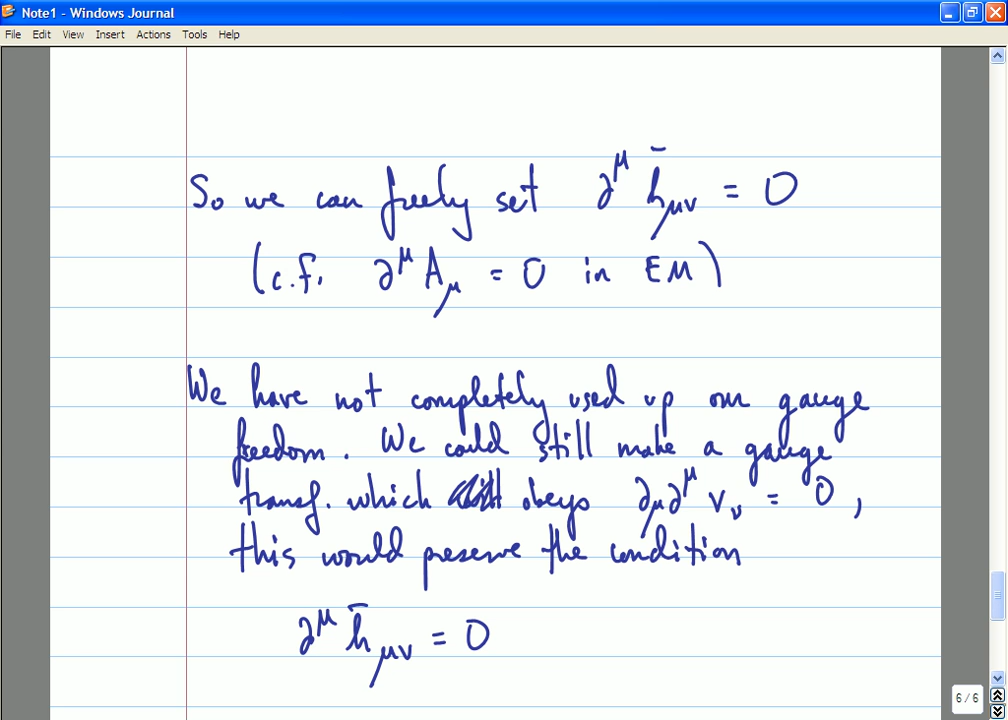 Note1 - Windows Journal
File Edit View Insert Actions Tools Help
So we can freely set ∂^μ h̄_μν = 0
(c.f. ∂^μ A_μ = 0 in EM)
We have not completely used up our gauge
freedom. We could still make a gauge
transf. which obeys ∂_μ∂^μ v_ν = 0,
this would preserve the condition
∂^μ h̄_μν = 0
6/6